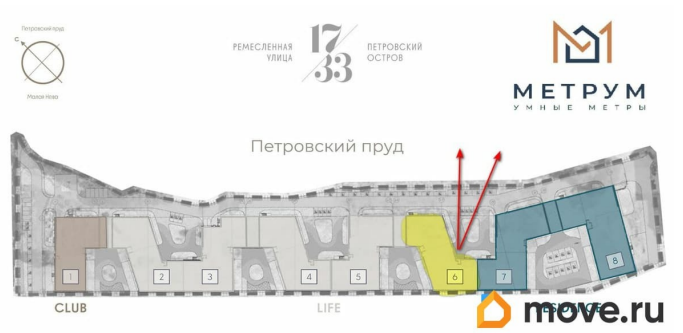 Петровский пруд
С
Малая Нева
РЕМЕСЛЕННАЯ
УЛИЦА
17
33
ПЕТРОВСКИЙ
ОСТРОВ
МЕТРУМ
УМНЫЕ МЕТРЫ
Петровский пруд
1
2
3
4
5
6
7
8
CLUB
LIFE
move.ru